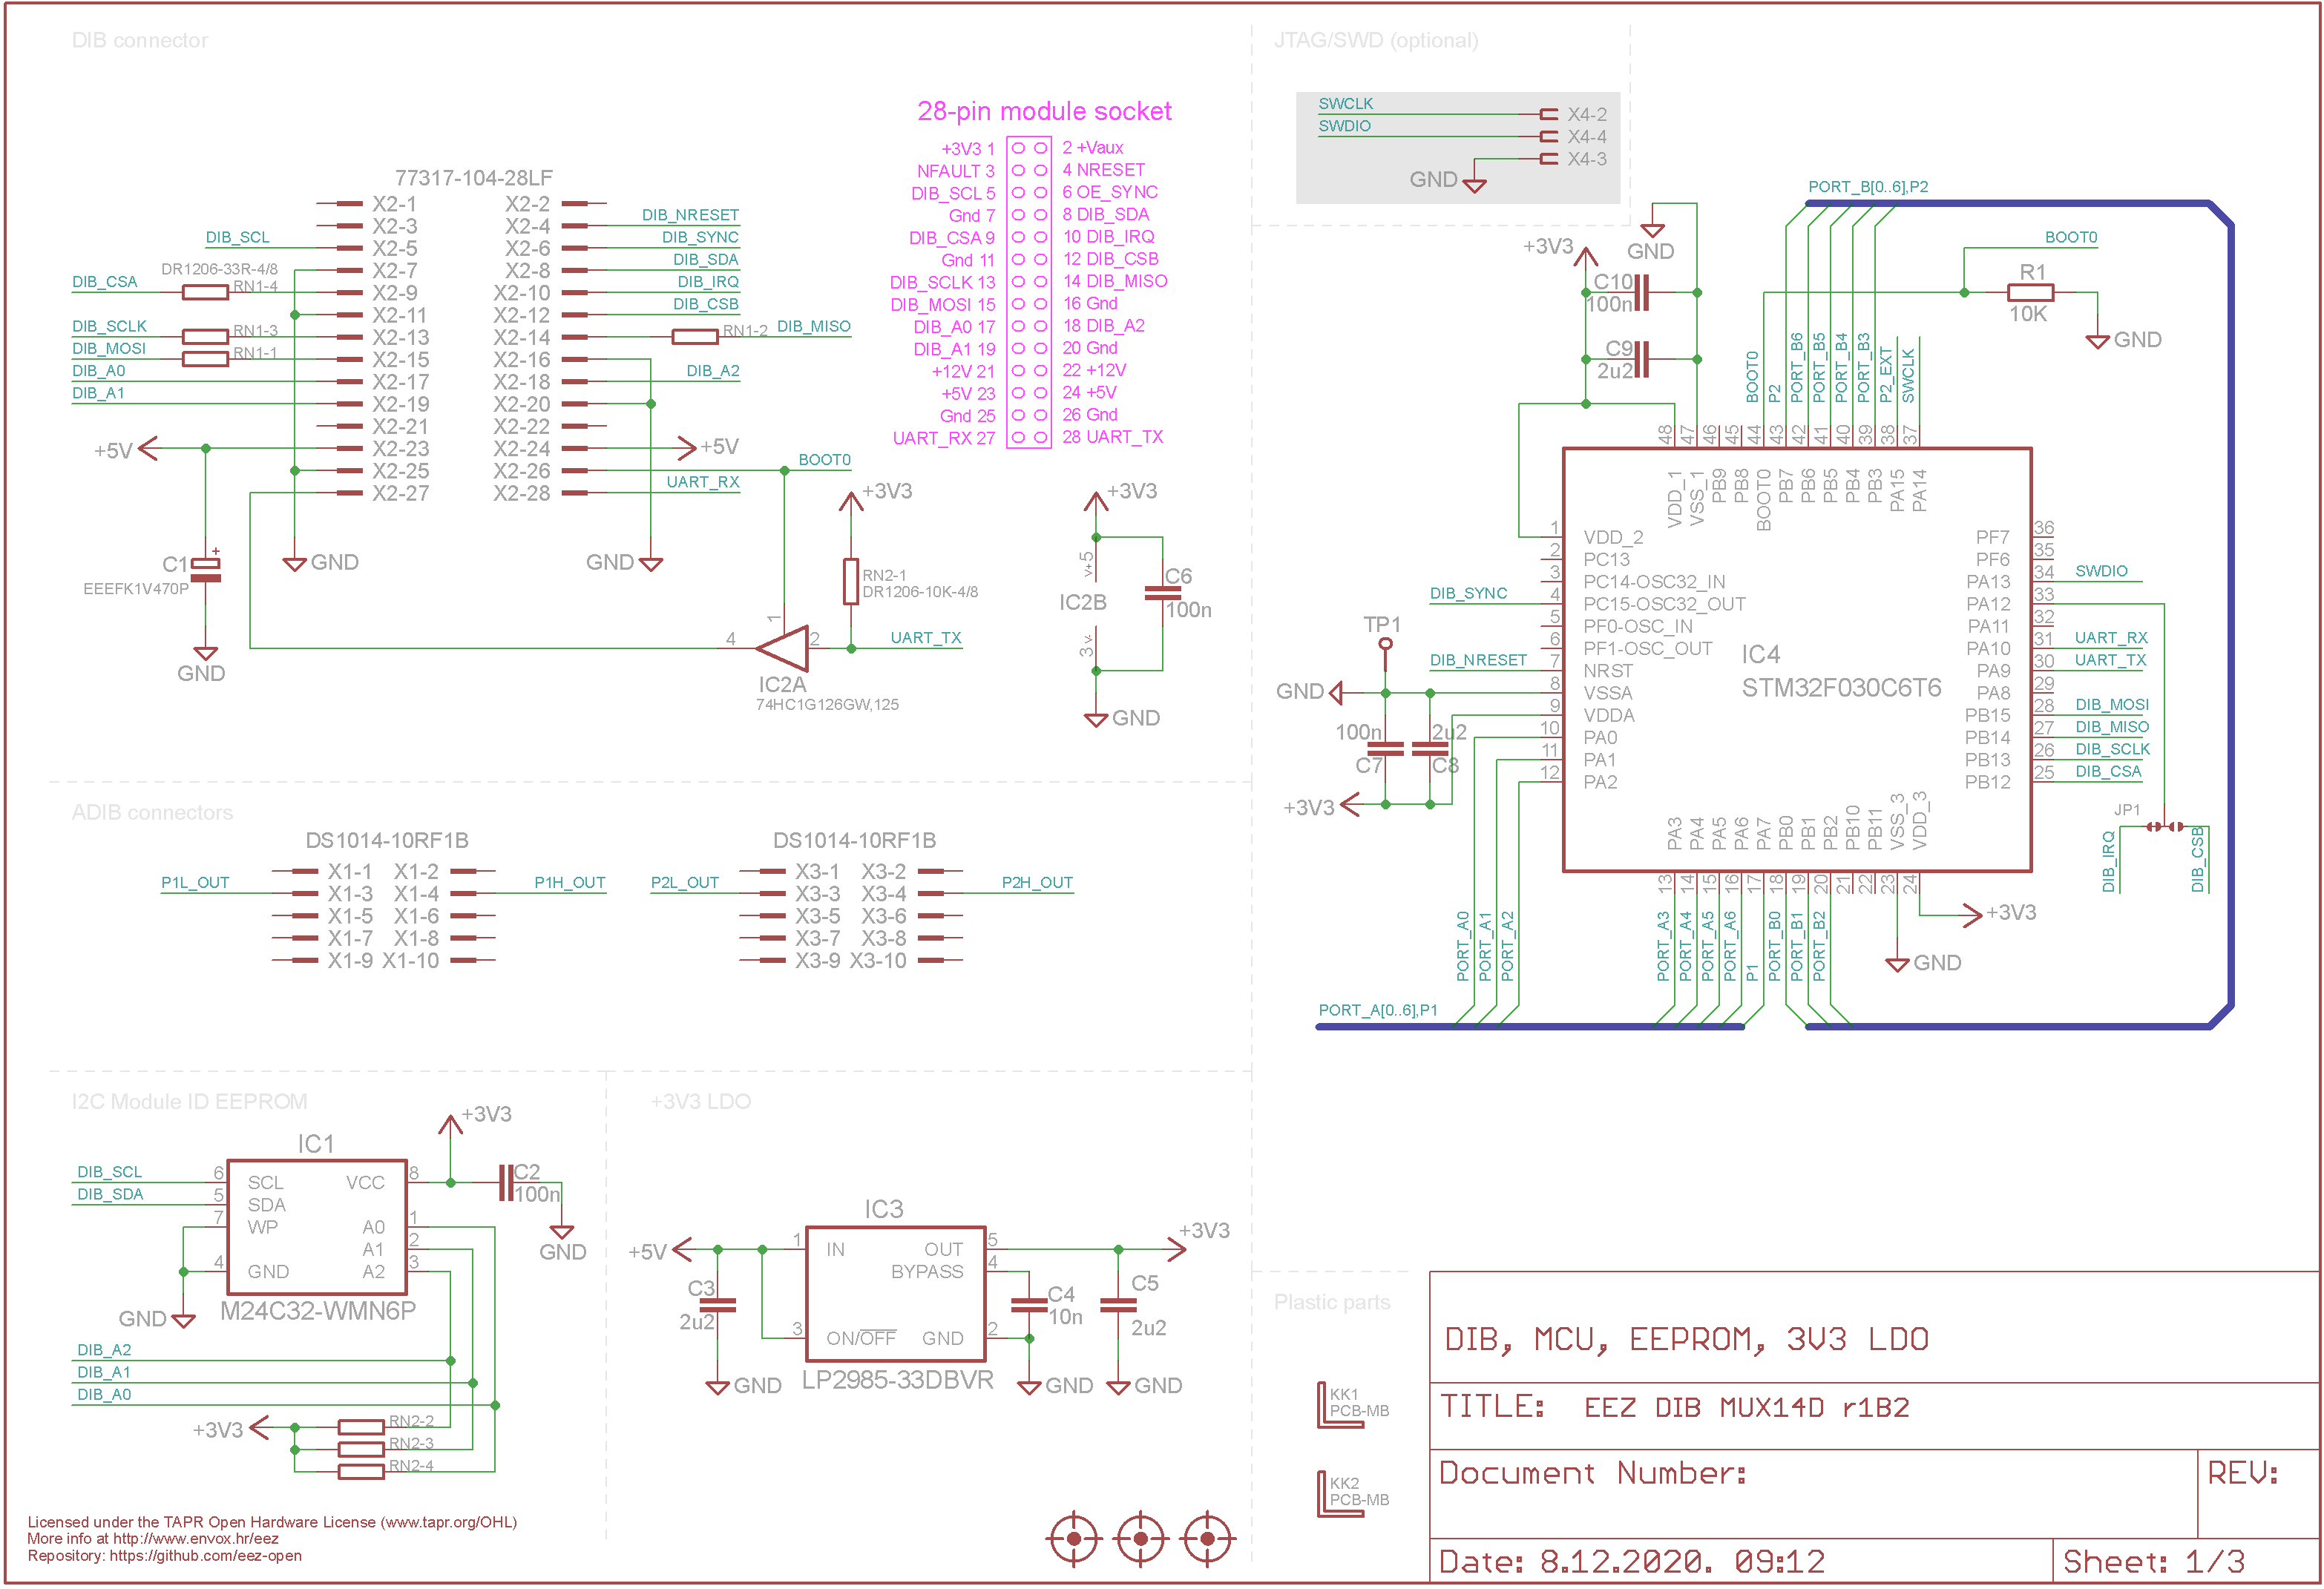 DIB connector
28-pin module socket
+3V3 1 2 +Vaux
NFAULT 3 4 NRESET
DIB_SCL 5 6 OE_SYNC
Gnd 7 8 DIB_SDA
DIB_CSA 9 10 DIB_IRQ
Gnd 11 12 DIB_CSB
DIB_SCLK 13 14 DIB_MISO
DIB_MOSI 15 16 Gnd
DIB_A0 17 18 DIB_A2
DIB_A1 19 20 Gnd
+12V 21 22 +12V
+5V 23 24 +5V
Gnd 25 26 Gnd
UART_RX 27 28 UART_TX
77317-104-28LF
X2-1 X2-2
X2-3 X2-4 DIB_NRESET
DIB_SCL X2-5 X2-6 DIB_SYNC
X2-7 X2-8 DIB_SDA
DR1206-33R-4/8
DIB_CSA RN1-4 X2-9 X2-10 DIB_IRQ
X2-11 X2-12 DIB_CSB
DIB_SCLK RN1-3 X2-13 X2-14 RN1-2 DIB_MISO
DIB_MOSI RN1-1 X2-15 X2-16
DIB_A0 X2-17 X2-18 DIB_A2
DIB_A1 X2-19 X2-20
X2-21 X2-22
+5V X2-23 X2-24 +5V
X2-25 X2-26 BOOT0
X2-27 X2-28 UART_RX
+
C1
EEEFK1V470P
GND
GND
GND
+3V3
RN2-1
DR1206-10K-4/8
UART_TX
4 1 2
IC2A
74HC1G126GW,125
+3V3
V+ 5
IC2B
3 V-
C6
100n
GND
JTAG/SWD (optional)
SWCLK X4-2
SWDIO X4-4
X4-3
GND
PORT_B[0..6],P2
+3V3
GND
C10
100n
C9
2u2
BOOT0
R1
10K
GND
BOOT0
P2
PORT_B6
PORT_B5
PORT_B4
PORT_B3
P2_EXT
SWCLK
48 47 46 45 44 43 42 41 40 39 38 37
VDD_1 VSS_1 PB9 PB8 BOOT0 PB7 PB6 PB5 PB4 PB3 PA15 PA14
1 VDD_2
2 PC13
3 PC14-OSC32_IN
DIB_SYNC 4 PC15-OSC32_OUT
5 PF0-OSC_IN
6 PF1-OSC_OUT
DIB_NRESET 7 NRST
8 VSSA
9 VDDA
10 PA0
11 PA1
12 PA2
TP1
GND
100n
C7
2u2
C8
+3V3
IC4
STM32F030C6T6
PF7 36
PF6 35
PA13 34 SWDIO
PA12 33
PA11 32
PA10 31 UART_RX
PA9 30 UART_TX
PA8 29
PB15 28 DIB_MOSI
PB14 27 DIB_MISO
PB13 26 DIB_SCLK
PB12 25 DIB_CSA
JP1
DIB_IRQ
DIB_CSB
PA3 PA4 PA5 PA6 PA7 PB0 PB1 PB2 PB10 PB11 VSS_3 VDD_3
13 14 15 16 17 18 19 20 21 22 23 24
PORT_A0
PORT_A1
PORT_A2
PORT_A3
PORT_A4
PORT_A5
PORT_A6
P1
PORT_B0
PORT_B1
PORT_B2
+3V3
GND
PORT_A[0..6],P1
ADIB connectors
DS1014-10RF1B
X1-1 X1-2
P1L_OUT X1-3 X1-4 P1H_OUT
X1-5 X1-6
X1-7 X1-8
X1-9 X1-10
DS1014-10RF1B
X3-1 X3-2
P2L_OUT X3-3 X3-4 P2H_OUT
X3-5 X3-6
X3-7 X3-8
X3-9 X3-10
I2C Module ID EEPROM
+3V3
IC1
DIB_SCL 6 SCL VCC 8
DIB_SDA 5 SDA
7 WP A0 1
A1 2
4 GND A2 3
C2
100n
GND
GND
M24C32-WMN6P
DIB_A2
DIB_A1
DIB_A0
+3V3
RN2-2
RN2-3
RN2-4
+3V3 LDO
IC3
+5V 1 IN OUT 5 +3V3
BYPASS 4
3 ON/OFF GND 2
C3
2u2
C4
10n
C5
2u2
LP2985-33DBVR
GND
GND
GND
Plastic parts
KK1
PCB-MB
KK2
PCB-MB
DIB, MCU, EEPROM, 3V3 LDO
TITLE: EEZ DIB MUX14D r1B2
Document Number:
REV:
Date: 8.12.2020. 09:12
Sheet: 1/3
Licensed under the TAPR Open Hardware License (www.tapr.org/OHL)
More info at http://www.envox.hr/eez
Repository: https://github.com/eez-open